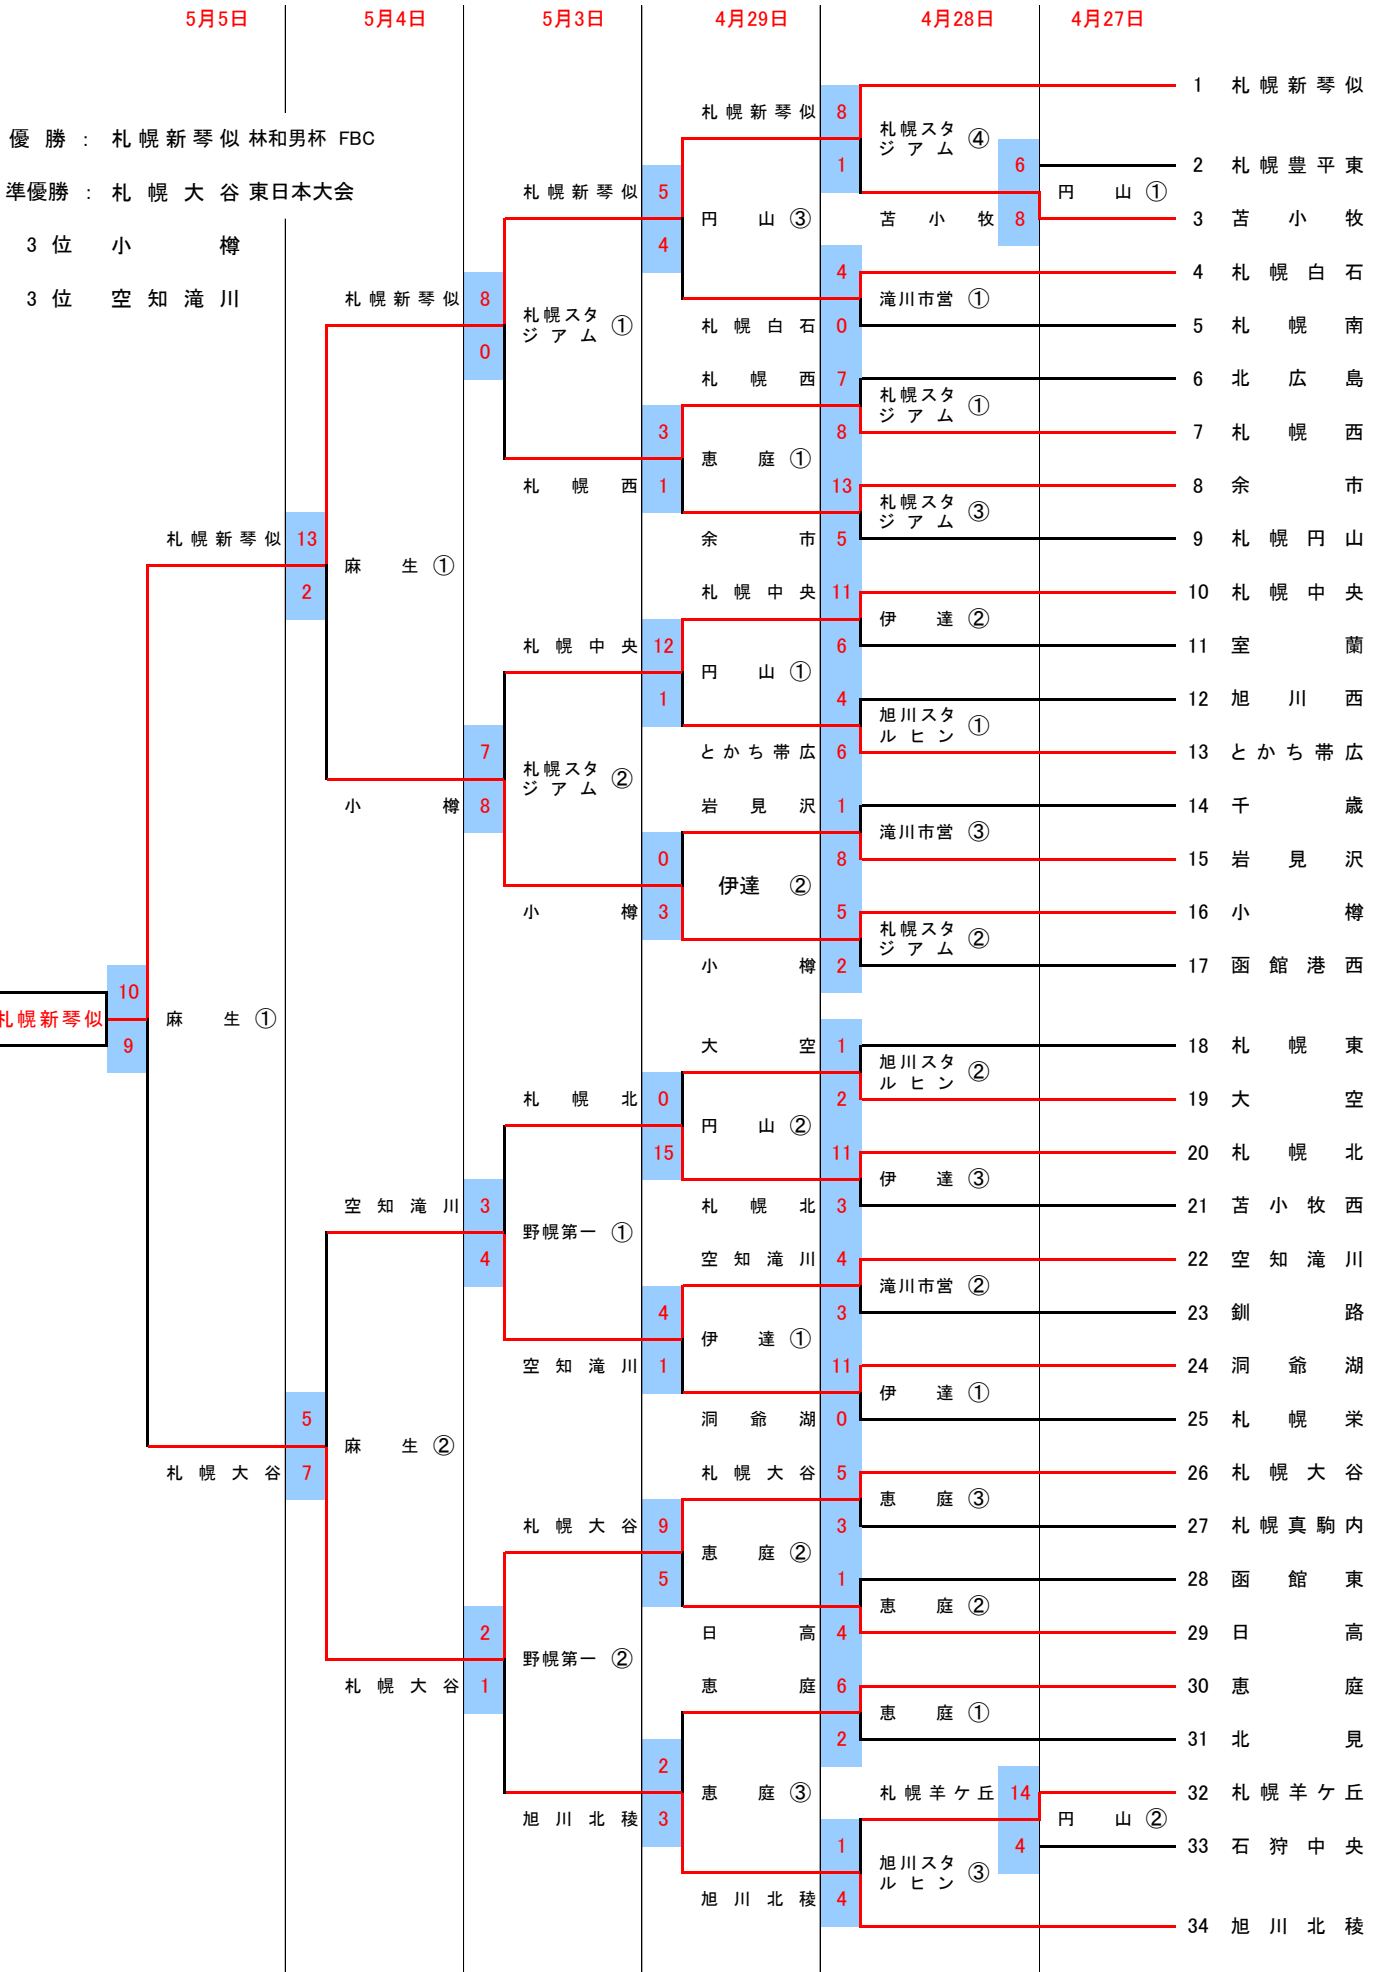 5月5日 5月4日 5月3日 4月29日 4月28日 4月27日
1 札幌新琴似
札幌新琴似 8
札幌スタジアム ④
優勝： 札幌新琴似 林和男杯 FBC
1 6 2 札幌豊平東
準優勝： 札幌大谷 東日本大会
札幌新琴似 5 円山 ③ 円山 ①
苫小牧 8 3 苫小牧
3位 小樽
4
4 4 札幌白石
3位 空知滝川
札幌新琴似 8 滝川市営 ①
札幌スタジアム ① 札幌白石 0 5 札幌南
0
札幌西 7 6 北広島
札幌スタジアム ①
3 8 7 札幌西
恵庭 ①
札幌西 1 13 8 余市
札幌スタジアム ③
札幌新琴似 13 余市 5 9 札幌円山
麻生 ①
2 札幌中央 11 10 札幌中央
伊達 ②
札幌中央 12 6 11 室蘭
円山 ①
1 4 12 旭川西
旭川スタルヒン ①
7 とかち帯広 6 13 とかち帯広
札幌スタジアム ②
小樽 8 岩見沢 1 14 千歳
滝川市営 ③
0 8 15 岩見沢
伊達 ②
小樽 3 5 16 小樽
札幌スタジアム ②
小樽 2 17 函館港西
10
札幌新琴似 麻生 ①
9 大空 1 18 札幌東
旭川スタルヒン ②
札幌北 0 2 19 大空
円山 ②
15 11 20 札幌北
伊達 ③
空知滝川 3 札幌北 3 21 苫小牧西
野幌第一 ①
4 空知滝川 4 22 空知滝川
滝川市営 ②
4 3 23 釧路
伊達 ①
空知滝川 1 11 24 洞爺湖
伊達 ①
5 洞爺湖 0 25 札幌栄
麻生 ②
札幌大谷 7 札幌大谷 5 26 札幌大谷
恵庭 ③
札幌大谷 9 3 27 札幌真駒内
恵庭 ②
5 1 28 函館東
恵庭 ②
2 日高 4 29 日高
野幌第一 ②
札幌大谷 1 恵庭 6 30 恵庭
恵庭 ①
2 2 31 北見
恵庭 ③ 札幌羊ケ丘 14 32 札幌羊ケ丘
円山 ②
旭川北稜 3 1 4 33 石狩中央
旭川スタルヒン ③
旭川北稜 4
34 旭川北稜